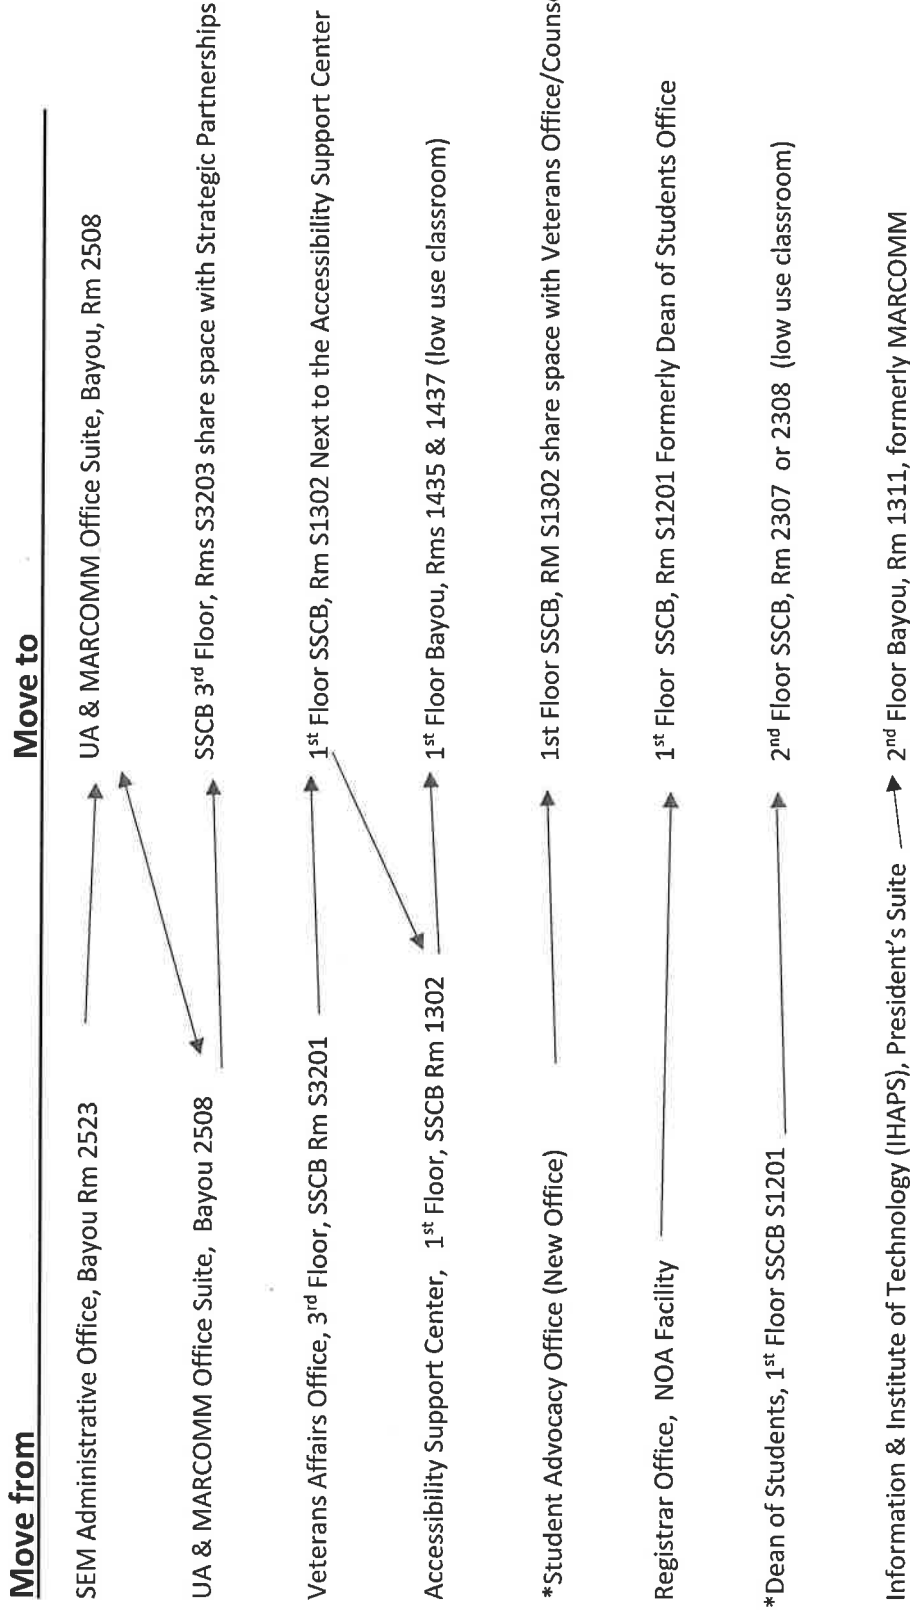 Move from Move to
SEM Administrative Office, Bayou Rm 2523 UA & MARCOMM Office Suite, Bayou, Rm 2508
UA & MARCOMM Office Suite, Bayou 2508 SSCB 3rd Floor, Rms S3203 share space with Strategic Partnerships
Veterans Affairs Office, 3rd Floor, SSCB Rm S3201 1st Floor SSCB, Rm S1302 Next to the Accessibility Support Center
Accessibility Support Center, 1st Floor, SSCB Rm 1302 1st Floor Bayou, Rms 1435 & 1437 (low use classroom)
*Student Advocacy Office (New Office) 1st Floor SSCB, RM S1302 share space with Veterans Office/Couns
Registrar Office, NOA Facility 1st Floor SSCB, Rm S1201 Formerly Dean of Students Office
*Dean of Students, 1st Floor SSCB S1201 2nd Floor SSCB, Rm 2307 or 2308 (low use classroom)
Information & Institute of Technology (IHAPS), President's Suite 2nd Floor Bayou, Rm 1311, formerly MARCOMM